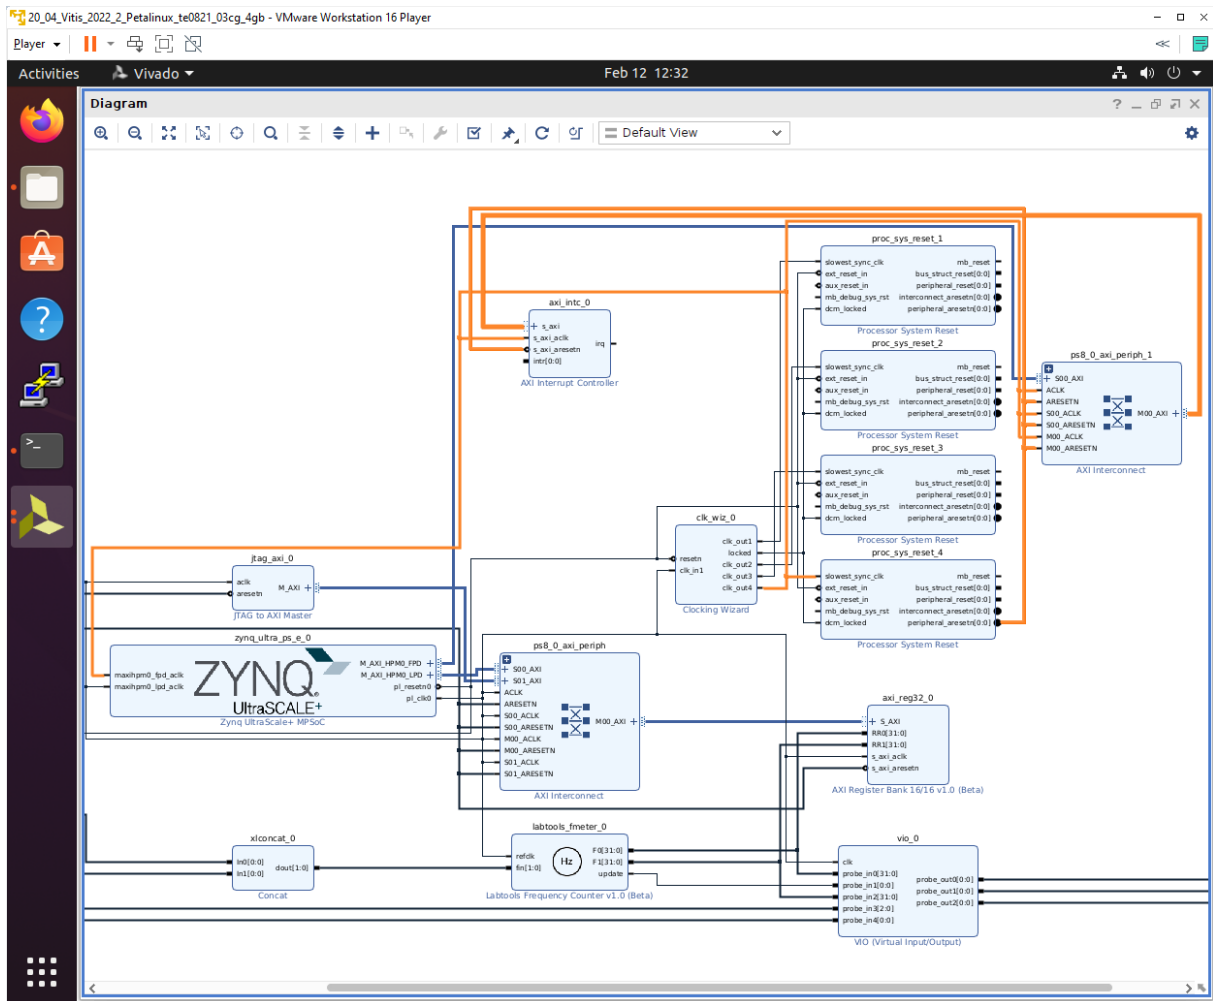 20_04_Vitis_2022_2_Petalinux_te0821_03cg_4gb - VMware Workstation 16 Player
Player
Activities
Vivado
Feb 12 12:32
Diagram
Default View
proc_sys_reset_1
slowest_sync_clk
ext_reset_in
aux_reset_in
mb_debug_sys_rst
dcm_locked
mb_reset
bus_struct_reset[0:0]
peripheral_reset[0:0]
interconnect_aresetn[0:0]
peripheral_aresetn[0:0]
Processor System Reset
axi_intc_0
s_axi
s_axi_aclk
s_axi_aresetn
intr[0:0]
irq
AXI Interrupt Controller
proc_sys_reset_2
slowest_sync_clk
ext_reset_in
aux_reset_in
mb_debug_sys_rst
dcm_locked
mb_reset
bus_struct_reset[0:0]
peripheral_reset[0:0]
interconnect_aresetn[0:0]
peripheral_aresetn[0:0]
Processor System Reset
ps8_0_axi_periph_1
S00_AXI
ACLK
ARESETN
S00_ACLK
S00_ARESETN
M00_ACLK
M00_ARESETN
M00_AXI
AXI Interconnect
proc_sys_reset_3
slowest_sync_clk
ext_reset_in
aux_reset_in
mb_debug_sys_rst
dcm_locked
mb_reset
bus_struct_reset[0:0]
peripheral_reset[0:0]
interconnect_aresetn[0:0]
peripheral_aresetn[0:0]
Processor System Reset
clk_wiz_0
resetn
clk_in1
clk_out1
locked
clk_out2
clk_out3
clk_out4
Clocking Wizard
proc_sys_reset_4
slowest_sync_clk
ext_reset_in
aux_reset_in
mb_debug_sys_rst
dcm_locked
mb_reset
bus_struct_reset[0:0]
peripheral_reset[0:0]
interconnect_aresetn[0:0]
peripheral_aresetn[0:0]
Processor System Reset
jtag_axi_0
aclk
aresetn
M_AXI
JTAG to AXI Master
zynq_ultra_ps_e_0
maxihpm0_fpd_aclk
maxihpm0_lpd_aclk
ZYNQ
UltraSCALE+
M_AXI_HPM0_FPD
M_AXI_HPM0_LPD
pl_resetn0
pl_clk0
Zynq UltraScale+ MPSoC
ps8_0_axi_periph
S00_AXI
S01_AXI
ACLK
ARESETN
S00_ACLK
S00_ARESETN
M00_ACLK
M00_ARESETN
S01_ACLK
S01_ARESETN
M00_AXI
AXI Interconnect
axi_reg32_0
S_AXI
RR0[31:0]
RR1[31:0]
s_axi_aclk
s_axi_aresetn
AXI Register Bank 16/16 v1.0 (Beta)
xlconcat_0
In0[0:0]
In1[0:0]
dout[1:0]
Concat
labtools_fmeter_0
refclk
fin[1:0]
Hz
F0[31:0]
F1[31:0]
update
Labtools Frequency Counter v1.0 (Beta)
vio_0
clk
probe_in0[31:0]
probe_in1[0:0]
probe_in2[31:0]
probe_in3[2:0]
probe_in4[0:0]
probe_out0[0:0]
probe_out1[0:0]
probe_out2[0:0]
VIO (Virtual Input/Output)